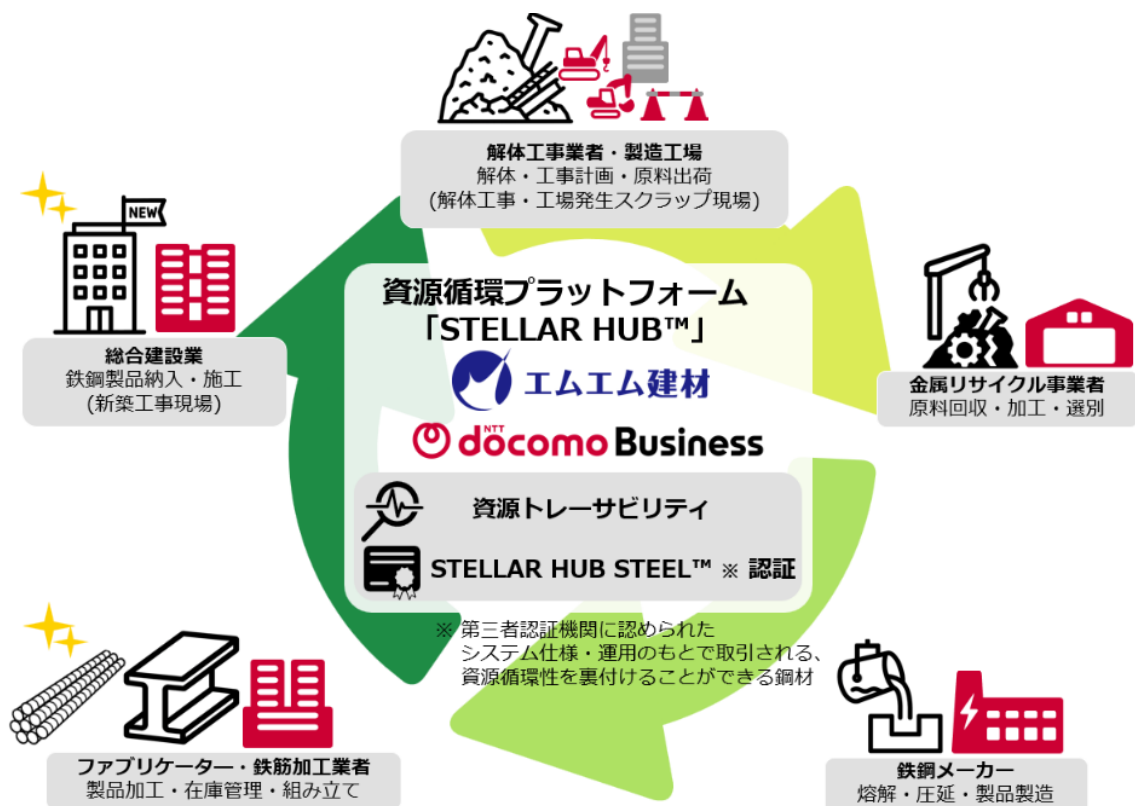 解体工事業者・製造工場
解体・工事計画・原料出荷
(解体工事・工場発生スクラップ現場)
NEW
総合建設業
鉄鋼製品納入・施工
(新築工事現場)
資源循環プラットフォーム
「STELLAR HUB™」
エムエム建材
NTT
döcomo Business
資源トレーサビリティ
STELLAR HUB STEEL™ ※ 認証
※ 第三者認証機関に認められた
システム仕様・運用のもとで取引される、
資源循環性を裏付けることができる鋼材
金属リサイクル事業者
原料回収・加工・選別
ファブリケーター・鉄筋加工業者
製品加工・在庫管理・組み立て
鉄鋼メーカー
熔解・圧延・製品製造